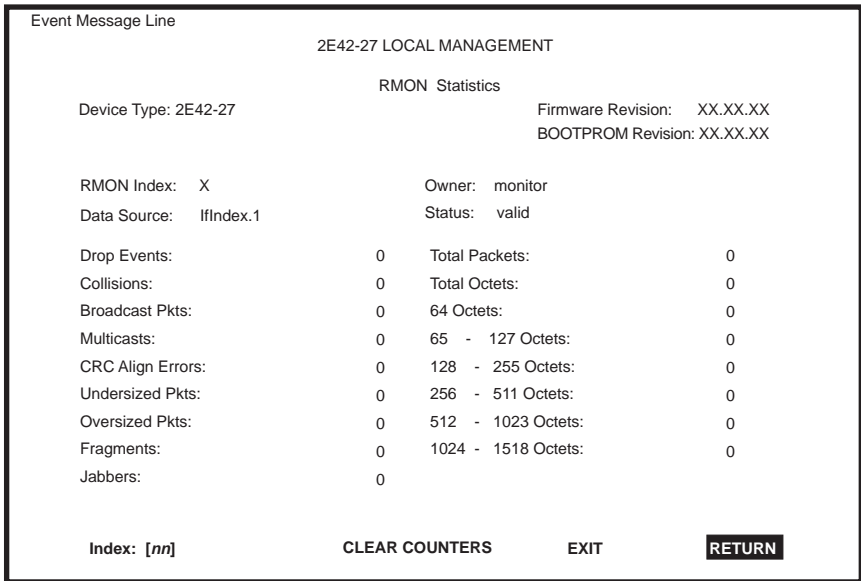 Event Message Line
2E42-27 LOCAL MANAGEMENT
RMON Statistics
Device Type: 2E42-27 Firmware Revision: XX.XX.XX
BOOTPROM Revision: XX.XX.XX
RMON Index: X Owner: monitor
Data Source: IfIndex.1 Status: valid
Drop Events: 0 Total Packets: 0
Collisions: 0 Total Octets: 0
Broadcast Pkts: 0 64 Octets: 0
Multicasts: 0 65 - 127 Octets: 0
CRC Align Errors: 0 128 - 255 Octets: 0
Undersized Pkts: 0 256 - 511 Octets: 0
Oversized Pkts: 0 512 - 1023 Octets: 0
Fragments: 0 1024 - 1518 Octets: 0
Jabbers: 0
Index: [nn] CLEAR COUNTERS EXIT RETURN